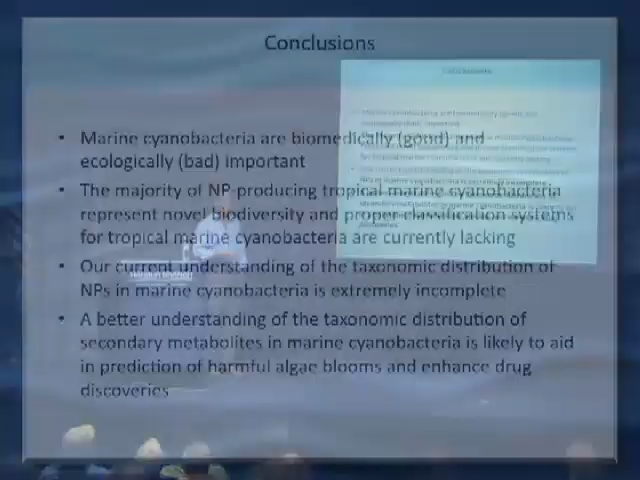 Conclusions
• Marine cyanobacteria are biomedically (good) and
ecologically (bad) important
• The majority of NP-producing tropical marine cyanobacteria
represent novel biodiversity and proper classification systems
for tropical marine cyanobacteria are currently lacking
• Our current understanding of the taxonomic distribution of
NPs in marine cyanobacteria is extremely incomplete
• A better understanding of the taxonomic distribution of
secondary metabolites in marine cyanobacteria is likely to aid
in prediction of harmful algae blooms and enhance drug
discoveries